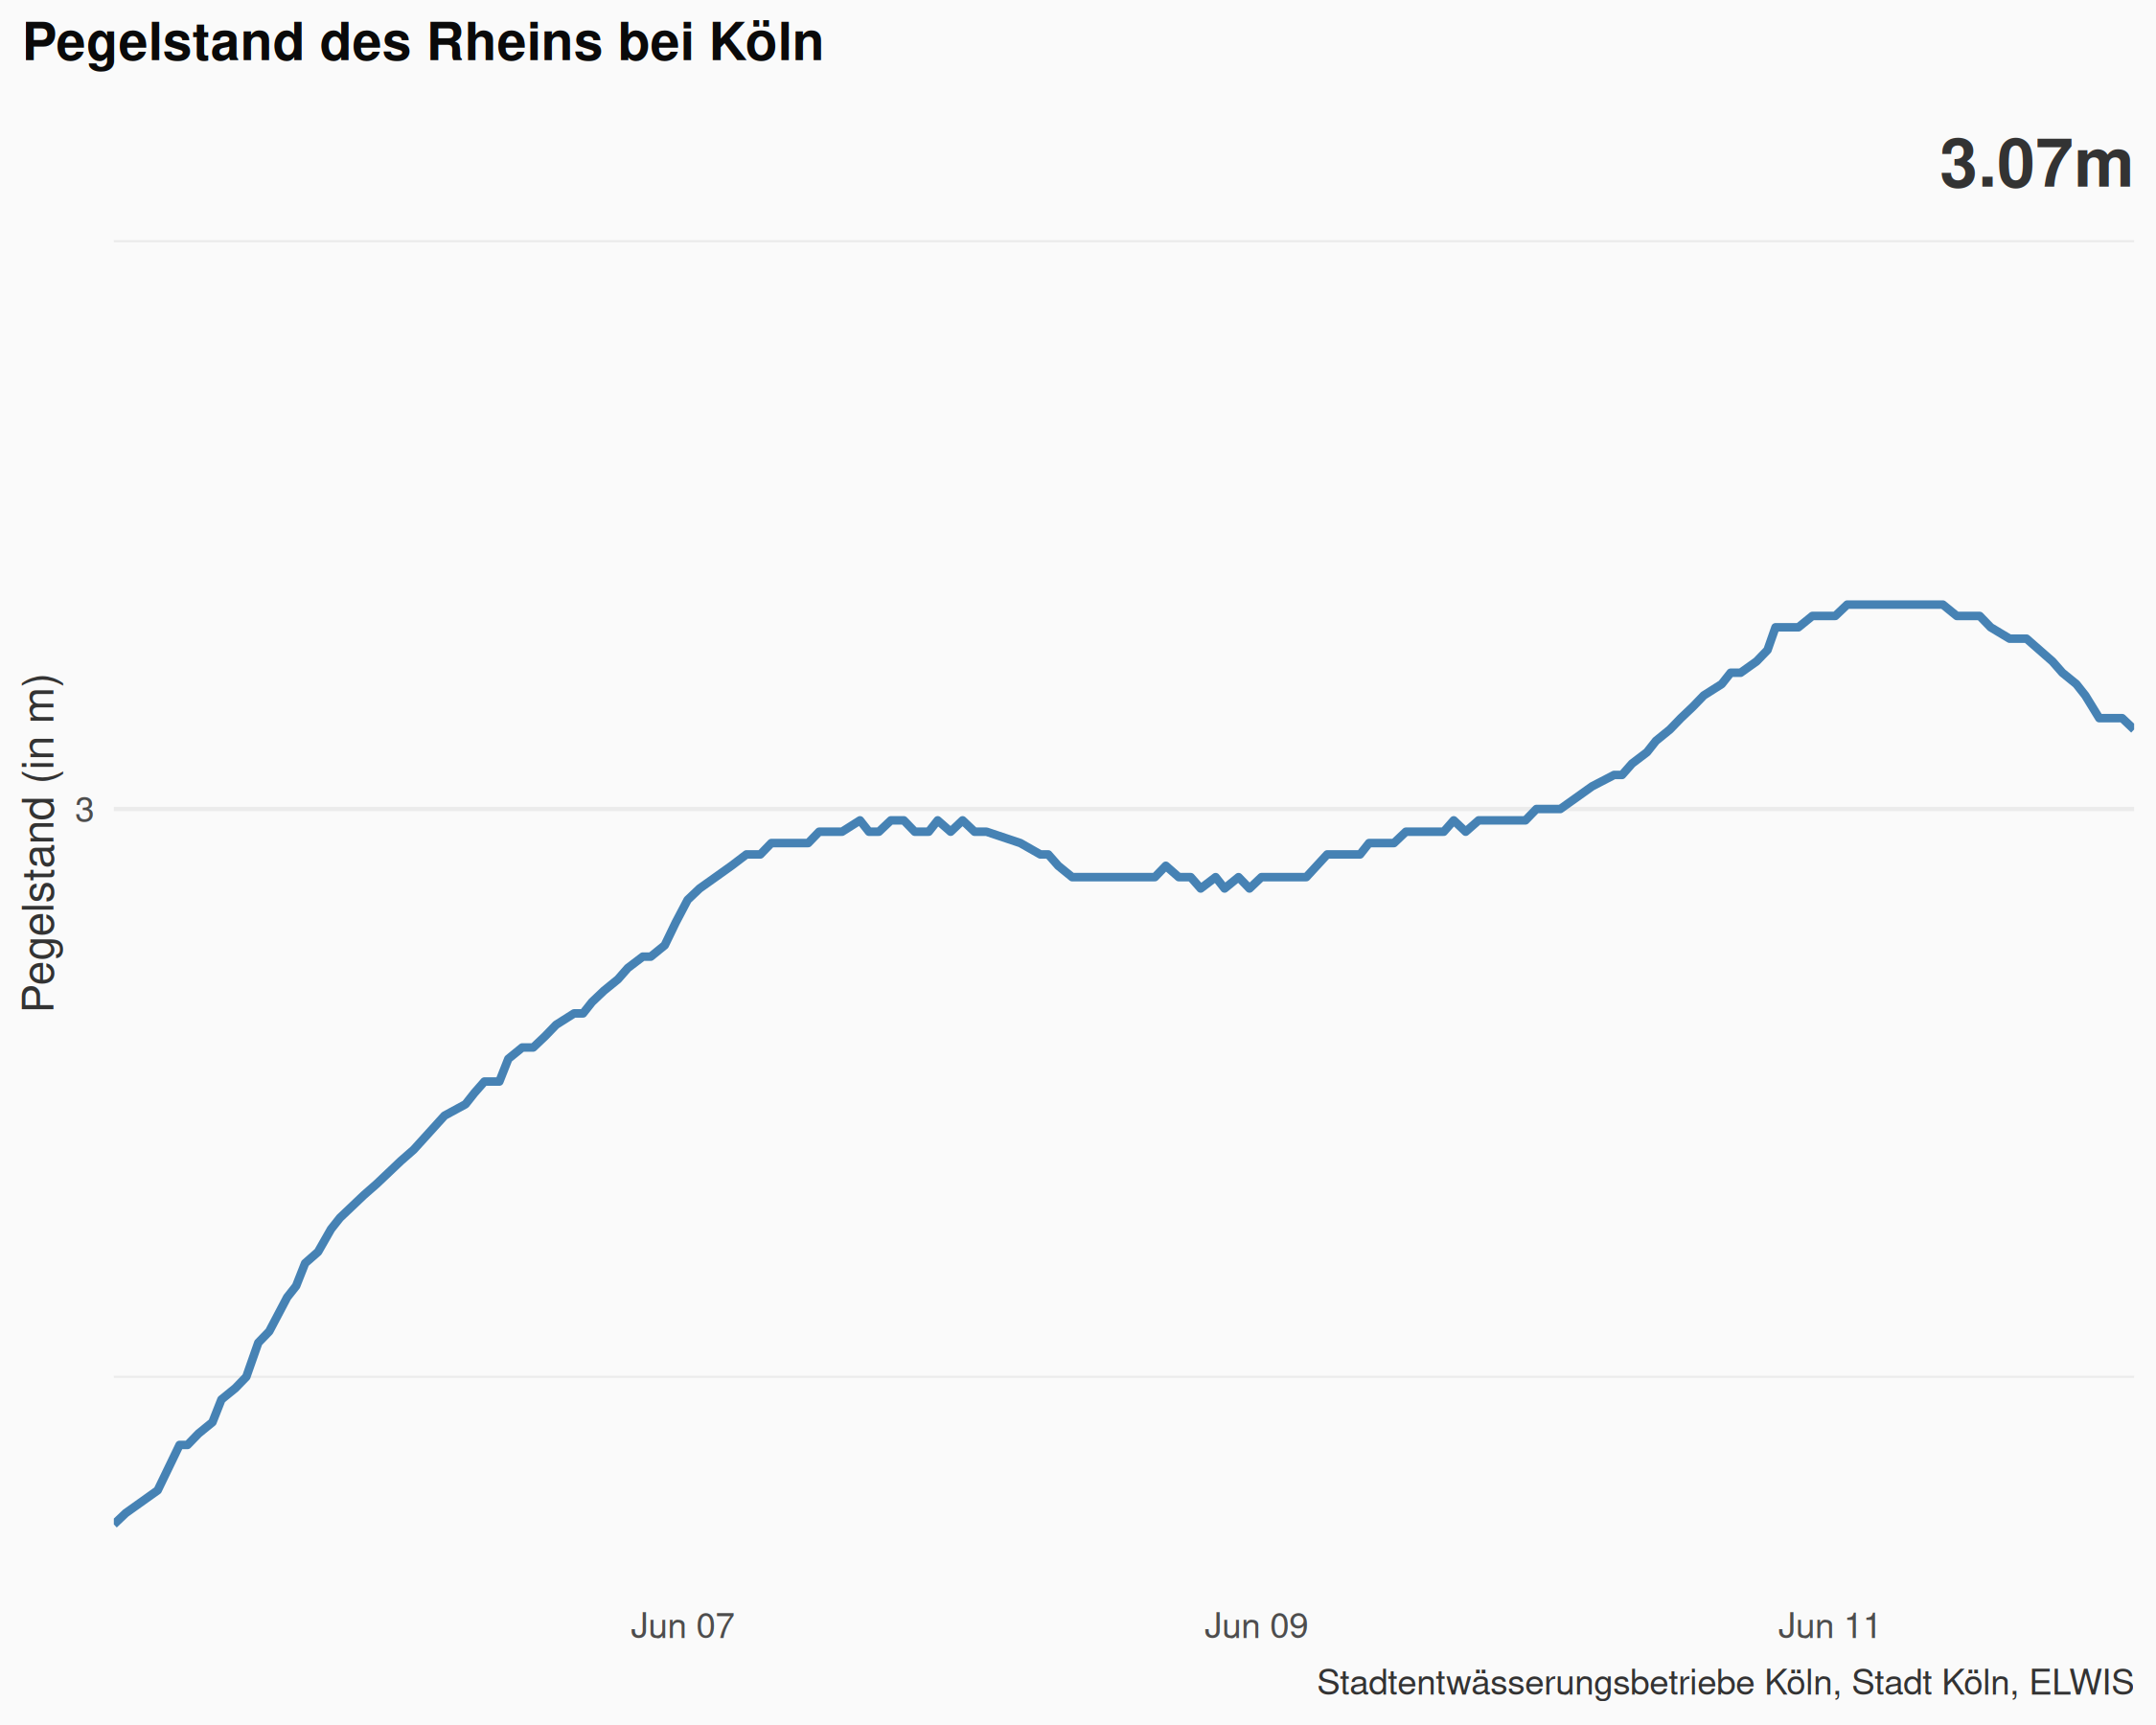 Pegelstand des Rheins bei Köln
3.07m
Pegelstand (in m)
3
Jun 07
Jun 09
Jun 11
Stadtentwässerungsbetriebe Köln, Stadt Köln, ELWIS